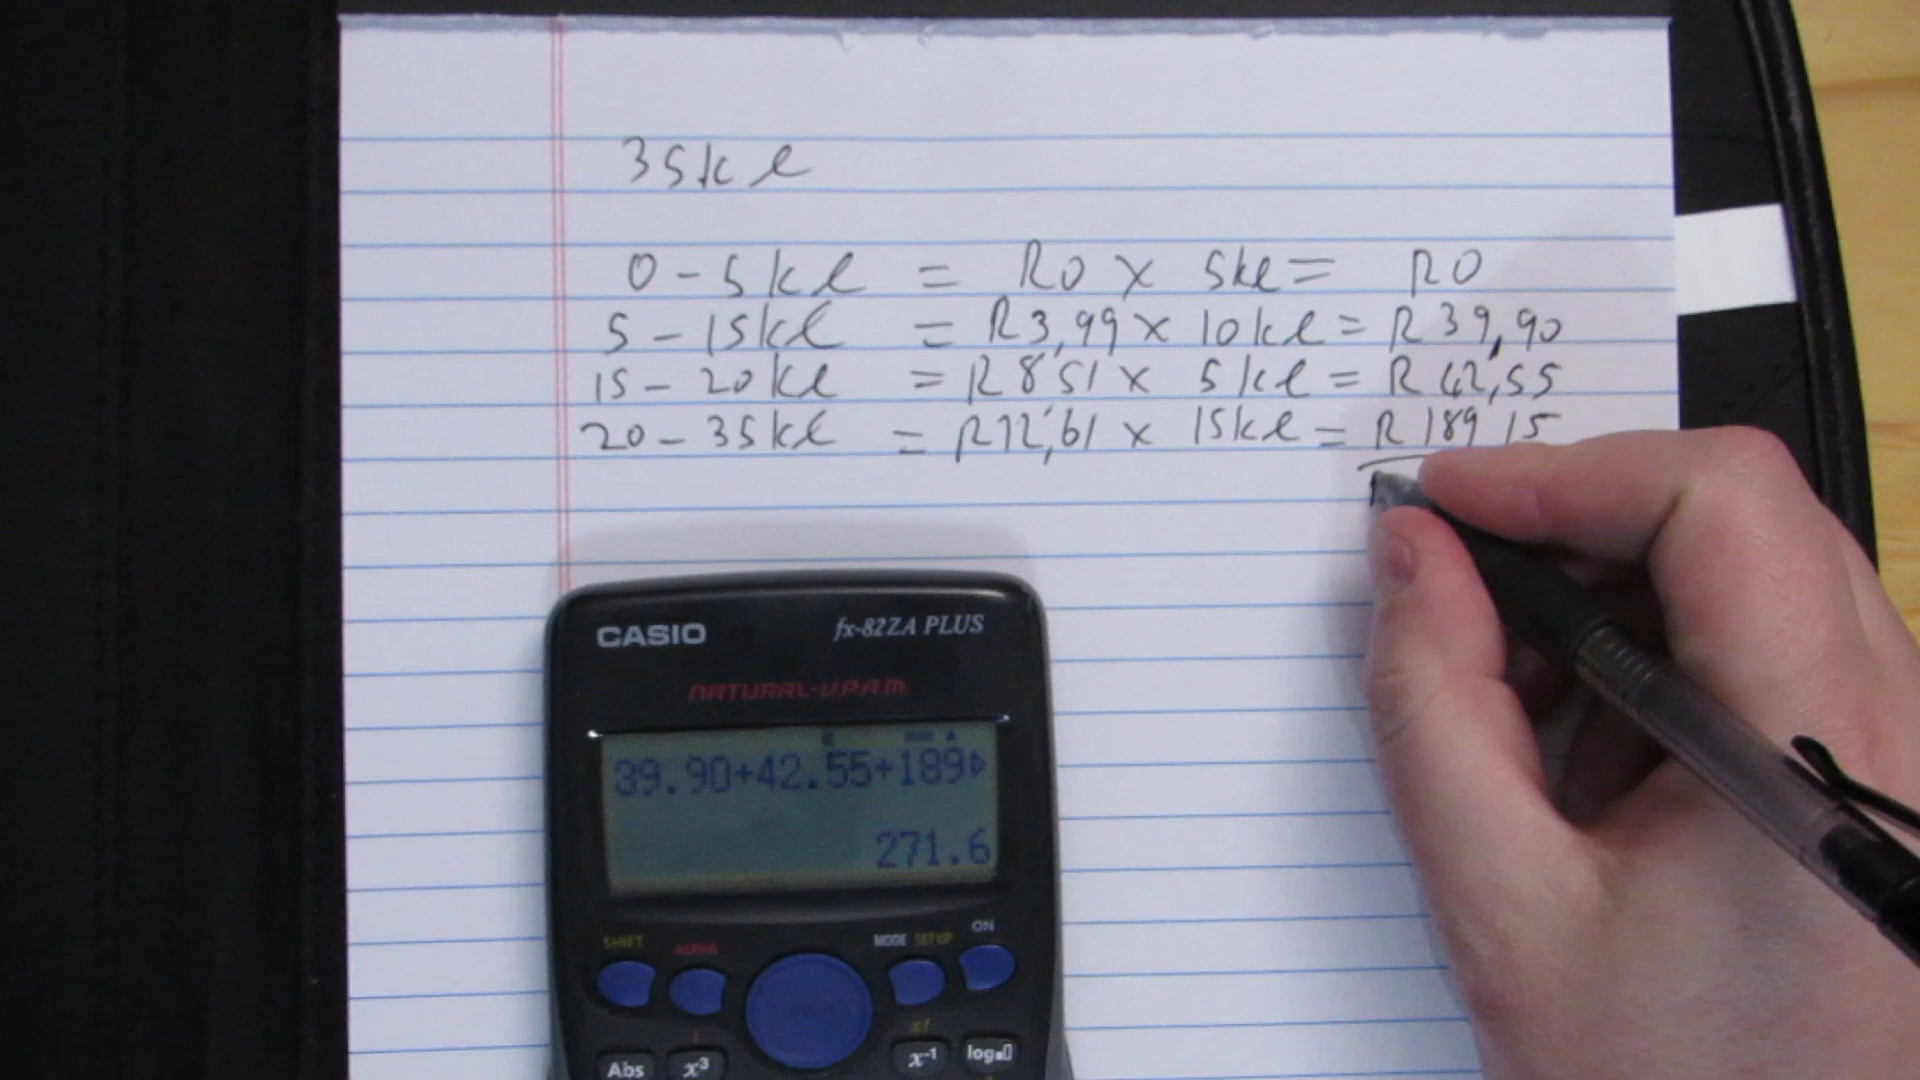 35kl
0 - 5kl = R0 x 5kl = R0
5 - 15kl = R3,99 x 10kl = R39,90
15 - 20kl = R8,51 x 5kl = R42,55
20 - 35kl = R12,61 x 15kl = R189,15
CASIO fx-82ZA PLUS
NATURAL-V.P.A.M.
39.90+42.55+189
271.6
SHIFT ALPHA MODE SETUP ON
Abs x³ x⁻¹ log